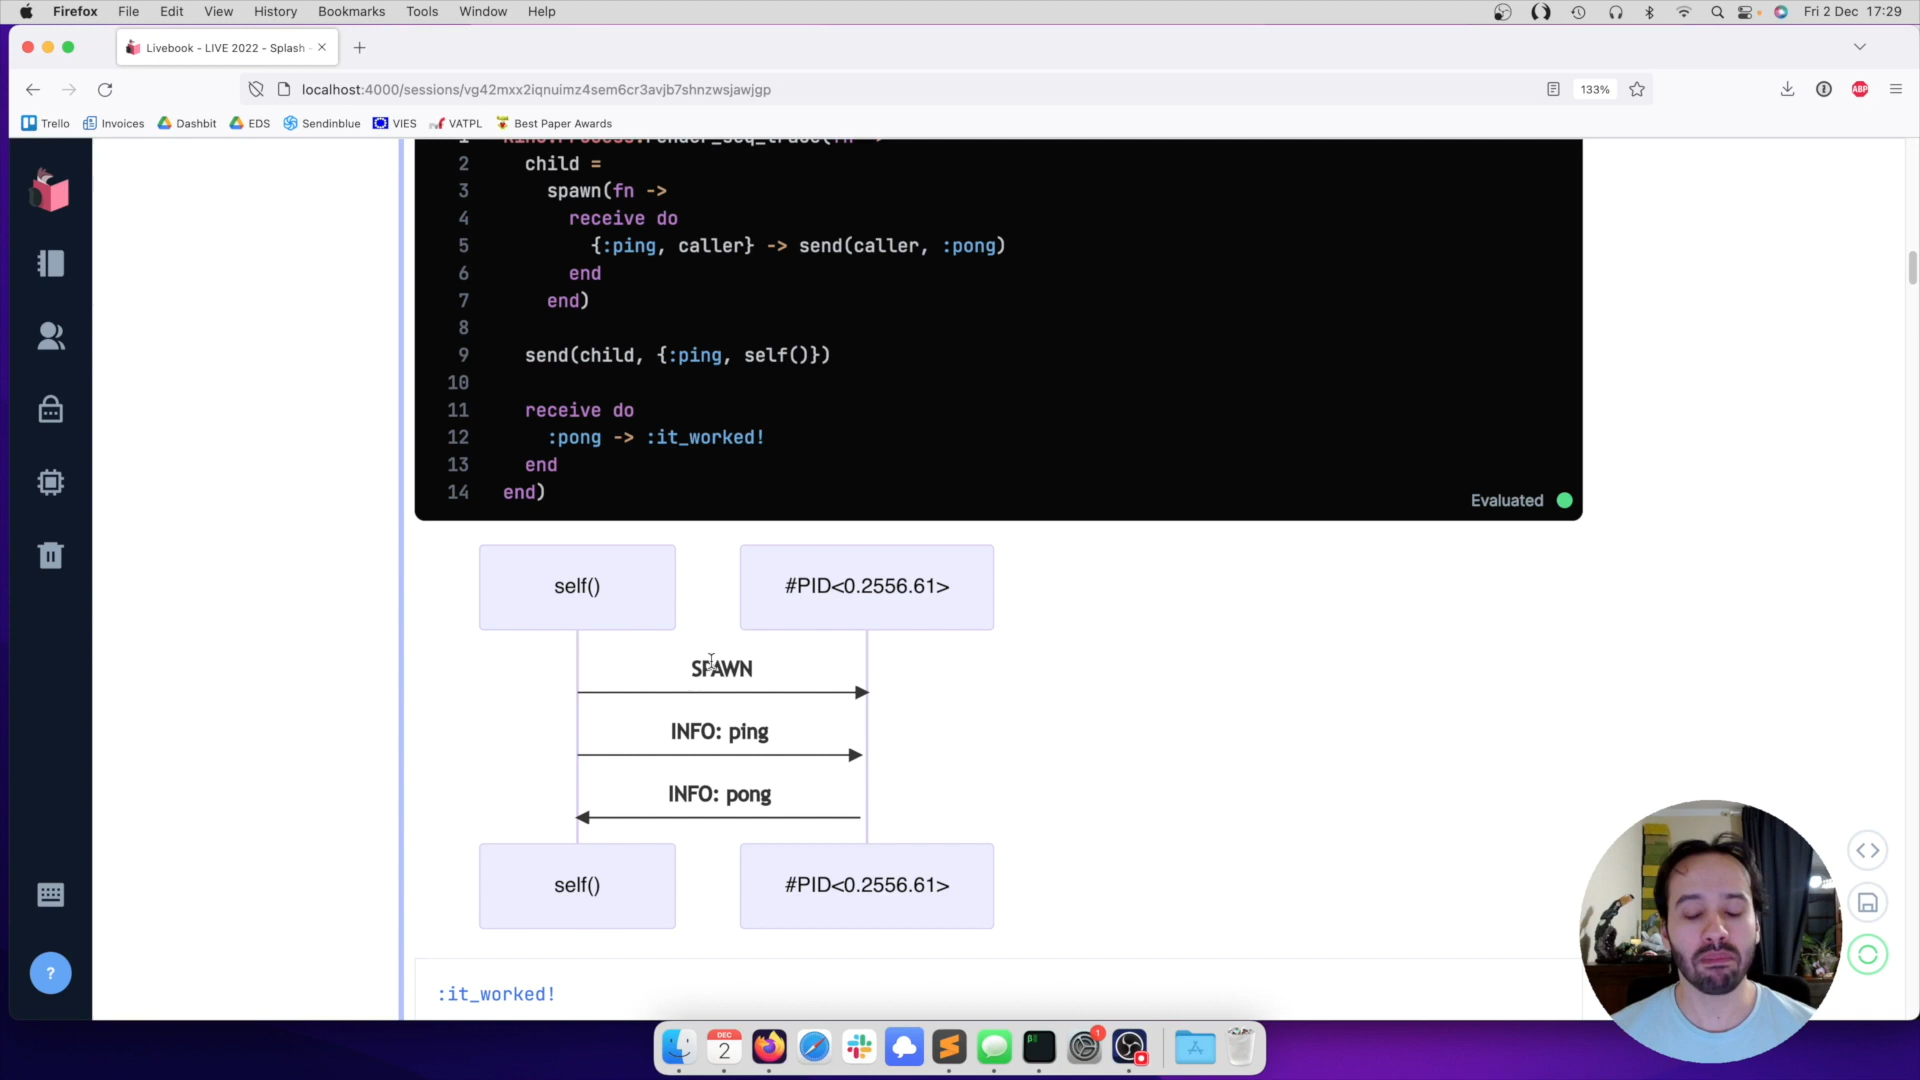 Firefox File Edit View History Bookmarks Tools Window Help Fri 2 Dec 17:29
Livebook - LIVE 2022 - Splash
localhost:4000/sessions/vg42mxx2iqnuimz4sem6cr3avjb7shnzwsjawjgp 133% ABP
Trello Invoices Dashbit EDS Sendinblue VIES VATPL Best Paper Awards
2 child =
3 spawn(fn ->
4 receive do
5 {:ping, caller} -> send(caller, :pong)
6 end
7 end)
8
9 send(child, {:ping, self()})
10
11 receive do
12 :pong -> :it_worked!
13 end
14 end)
Evaluated
self() #PID<0.2556.61>
SPAWN
INFO: ping
INFO: pong
self() #PID<0.2556.61>
:it_worked!
?
DEC
2
1